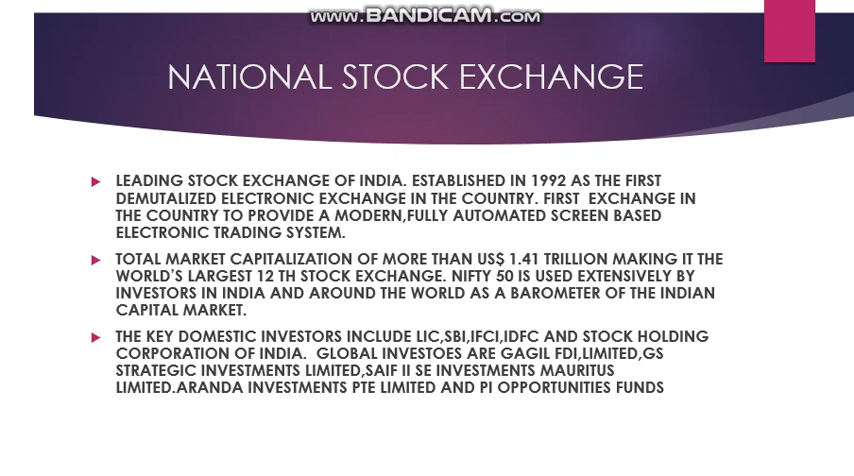 www.BANDICAM.com
NATIONAL STOCK EXCHANGE
LEADING STOCK EXCHANGE OF INDIA. ESTABLISHED IN 1992 AS THE FIRST
DEMUTALIZED ELECTRONIC EXCHANGE IN THE COUNTRY. FIRST EXCHANGE IN
THE COUNTRY TO PROVIDE A MODERN,FULLY AUTOMATED SCREEN BASED
ELECTRONIC TRADING SYSTEM.
TOTAL MARKET CAPITALIZATION OF MORE THAN US$ 1.41 TRILLION MAKING IT THE
WORLD'S LARGEST 12 TH STOCK EXCHANGE. NIFTY 50 IS USED EXTENSIVELY BY
INVESTORS IN INDIA AND AROUND THE WORLD AS A BAROMETER OF THE INDIAN
CAPITAL MARKET.
THE KEY DOMESTIC INVESTORS INCLUDE LIC,SBI,IFCI,IDFC AND STOCK HOLDING
CORPORATION OF INDIA. GLOBAL INVESTOES ARE GAGIL FDI,LIMITED,GS
STRATEGIC INVESTMENTS LIMITED,SAIF II SE INVESTMENTS MAURITUS
LIMITED.ARANDA INVESTMENTS PTE LIMITED AND PI OPPORTUNITIES FUNDS